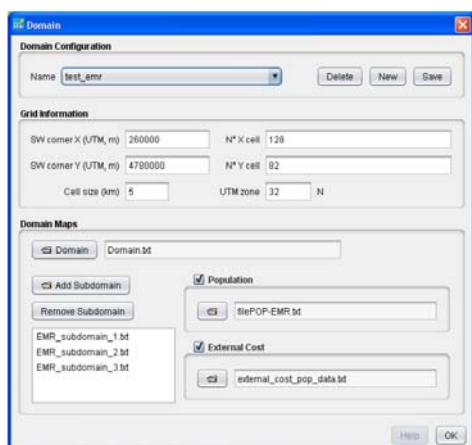 Domain
Domain Configuration
Name test_emr Delete New Save
Grid Information
SW corner X (UTM, m) 260000 N° X cell 128
SW corner Y (UTM, m) 4780000 N° Y cell 82
Cell size (km) 5 UTM zone 32 N
Domain Maps
Domain Domain.txt
Add Subdomain Population
Remove Subdomain filePOP-EMR.txt
EMR_subdomain_1.txt
EMR_subdomain_2.txt External Cost
EMR_subdomain_3.txt
external_cost_pop_data.txt
Help OK